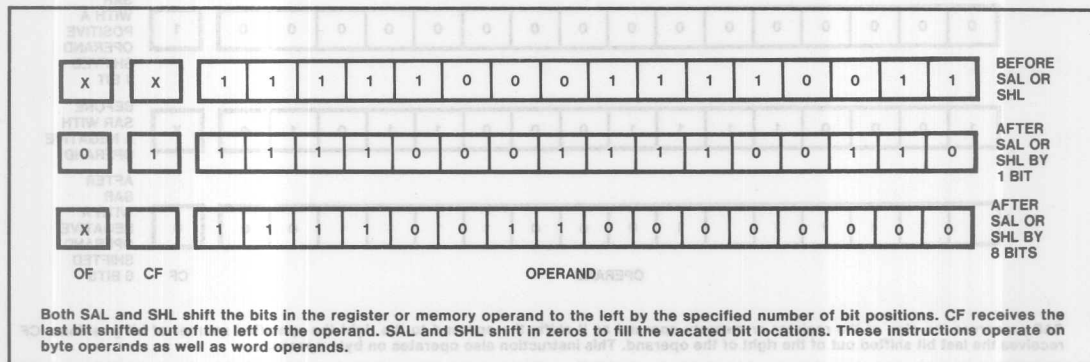 X X 1 1 1 1 1 0 0 0 1 1 1 1 0 0 1 1
BEFORE
SAL OR
SHL
0 1 1 1 1 1 0 0 0 1 1 1 1 0 0 1 1 0
AFTER
SAL OR
SHL BY
1 BIT
X 1 1 1 1 0 0 1 1 0 0 0 0 0 0 0 0
AFTER
SAL OR
SHL BY
8 BITS
OF CF OPERAND
Both SAL and SHL shift the bits in the register or memory operand to the left by the specified number of bit positions. CF receives the
last bit shifted out of the left of the operand. SAL and SHL shift in zeros to fill the vacated bit locations. These instructions operate on
byte operands as well as word operands.